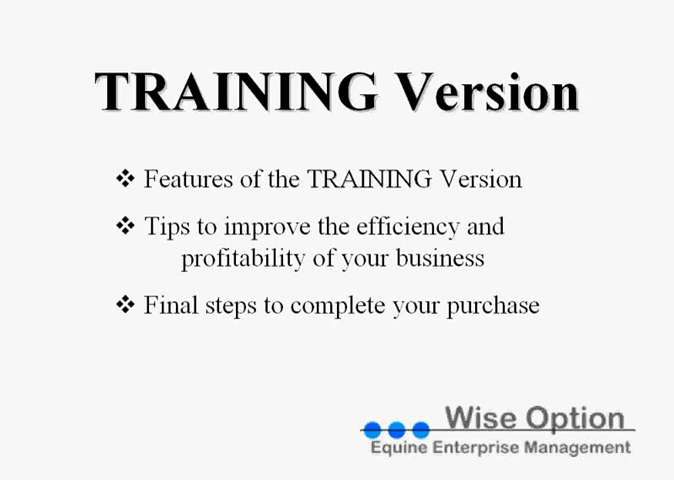 TRAINING Version
❖ Features of the TRAINING Version
❖ Tips to improve the efficiency and
profitability of your business
❖ Final steps to complete your purchase
Wise Option
Equine Enterprise Management